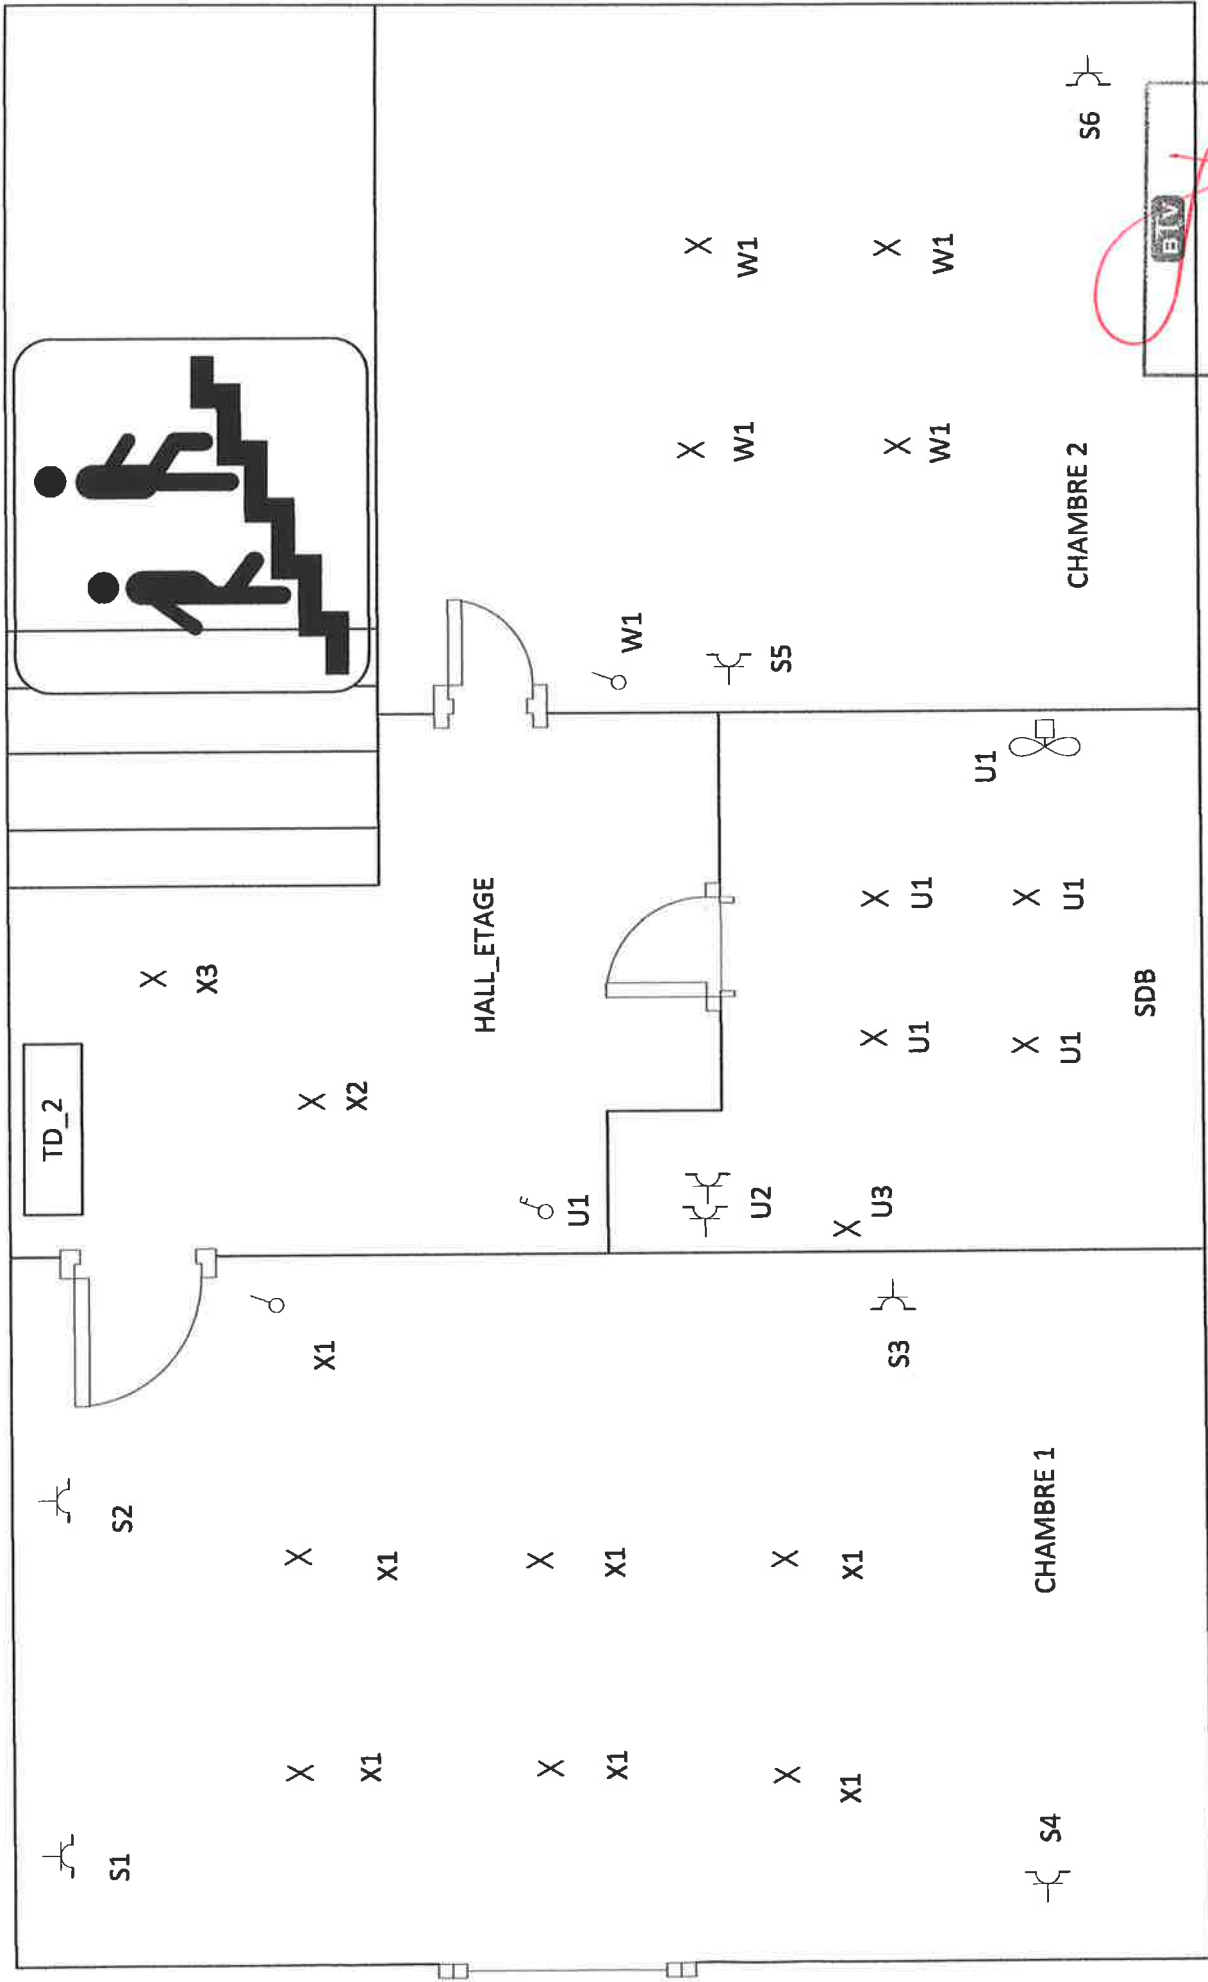 S1
S2
X1
X1
X1
X1
X1
X1
X1
S3
S4
CHAMBRE 1
TD_2
X3
X2
HALL_ETAGE
U1
U2
U3
U1
U1
U1
U1
U1
SDB
W1
S5
W1
W1
W1
W1
CHAMBRE 2
S6
BTV